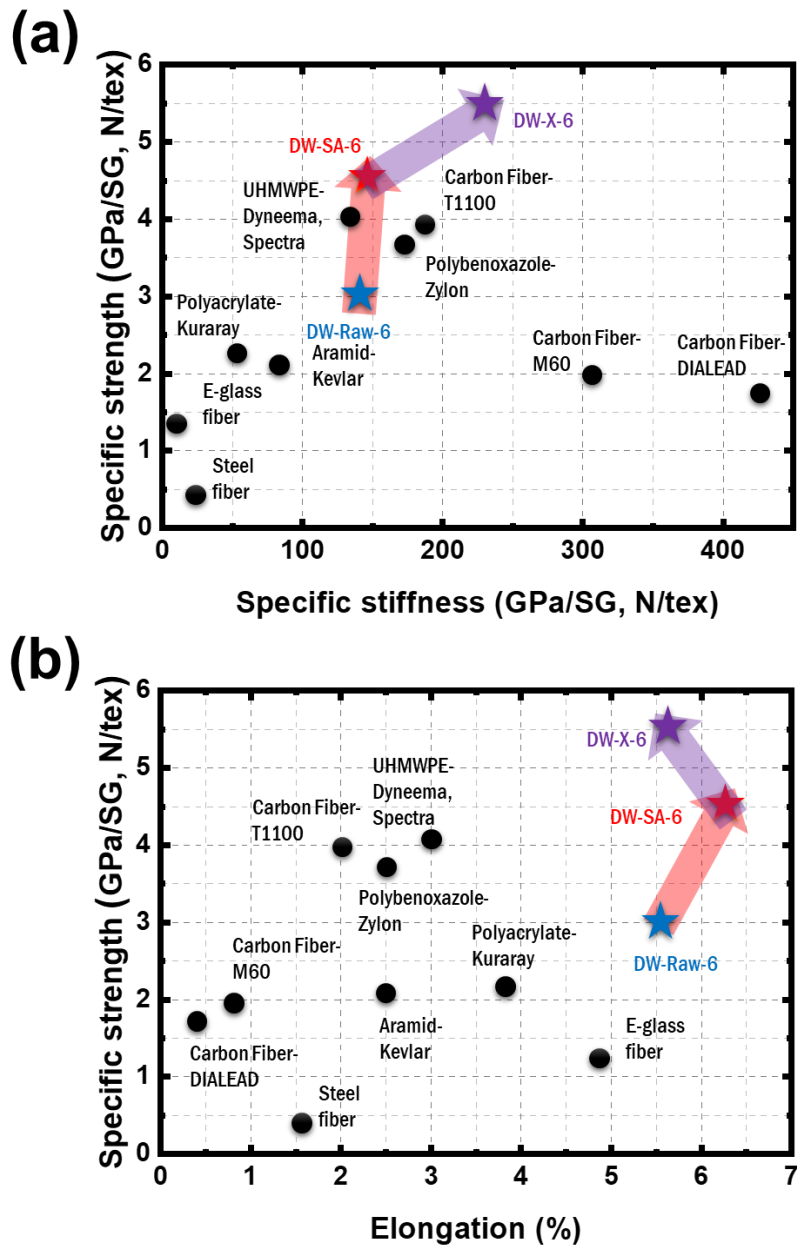 (a)
Specific strength (GPa/SG, N/tex)
6
5
4
3
2
1
0
DW-X-6
DW-SA-6
UHMWPE-
Dyneema,
Spectra
Carbon Fiber-
T1100
Polybenoxazole-
Zylon
Polyacrylate-
Kuraray
DW-Raw-6
Aramid-
Kevlar
Carbon Fiber-
M60
Carbon Fiber-
DIALEAD
E-glass
fiber
Steel
fiber
0 100 200 300 400
Specific stiffness (GPa/SG, N/tex)
(b)
Specific strength (GPa/SG, N/tex)
6
5
4
3
2
1
0
DW-X-6
UHMWPE-
Dyneema,
Spectra
Carbon Fiber-
T1100
DW-SA-6
Polybenoxazole-
Zylon
Polyacrylate-
Kuraray
DW-Raw-6
Carbon Fiber-
M60
Aramid-
Kevlar
E-glass
fiber
Carbon Fiber-
DIALEAD
Steel
fiber
0 1 2 3 4 5 6 7
Elongation (%)